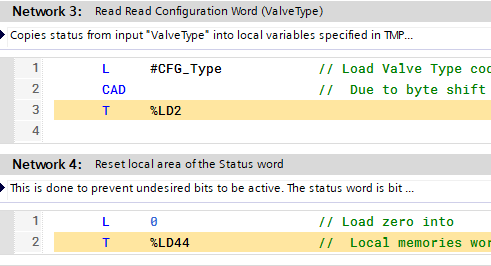 Network 3: Read Read Configuration Word (ValveType)
Copies status from input "ValveType" into local variables specified in TMP...
1 L #CFG_Type // Load Valve Type
2 CAD // Due to byte shift
3 T %LD2
4
Network 4: Reset local area of the Status word
This is done to prevent undesired bits to be active. The status word is bit ...
1 L 0 // Load zero into
2 T %LD44 // Local memories